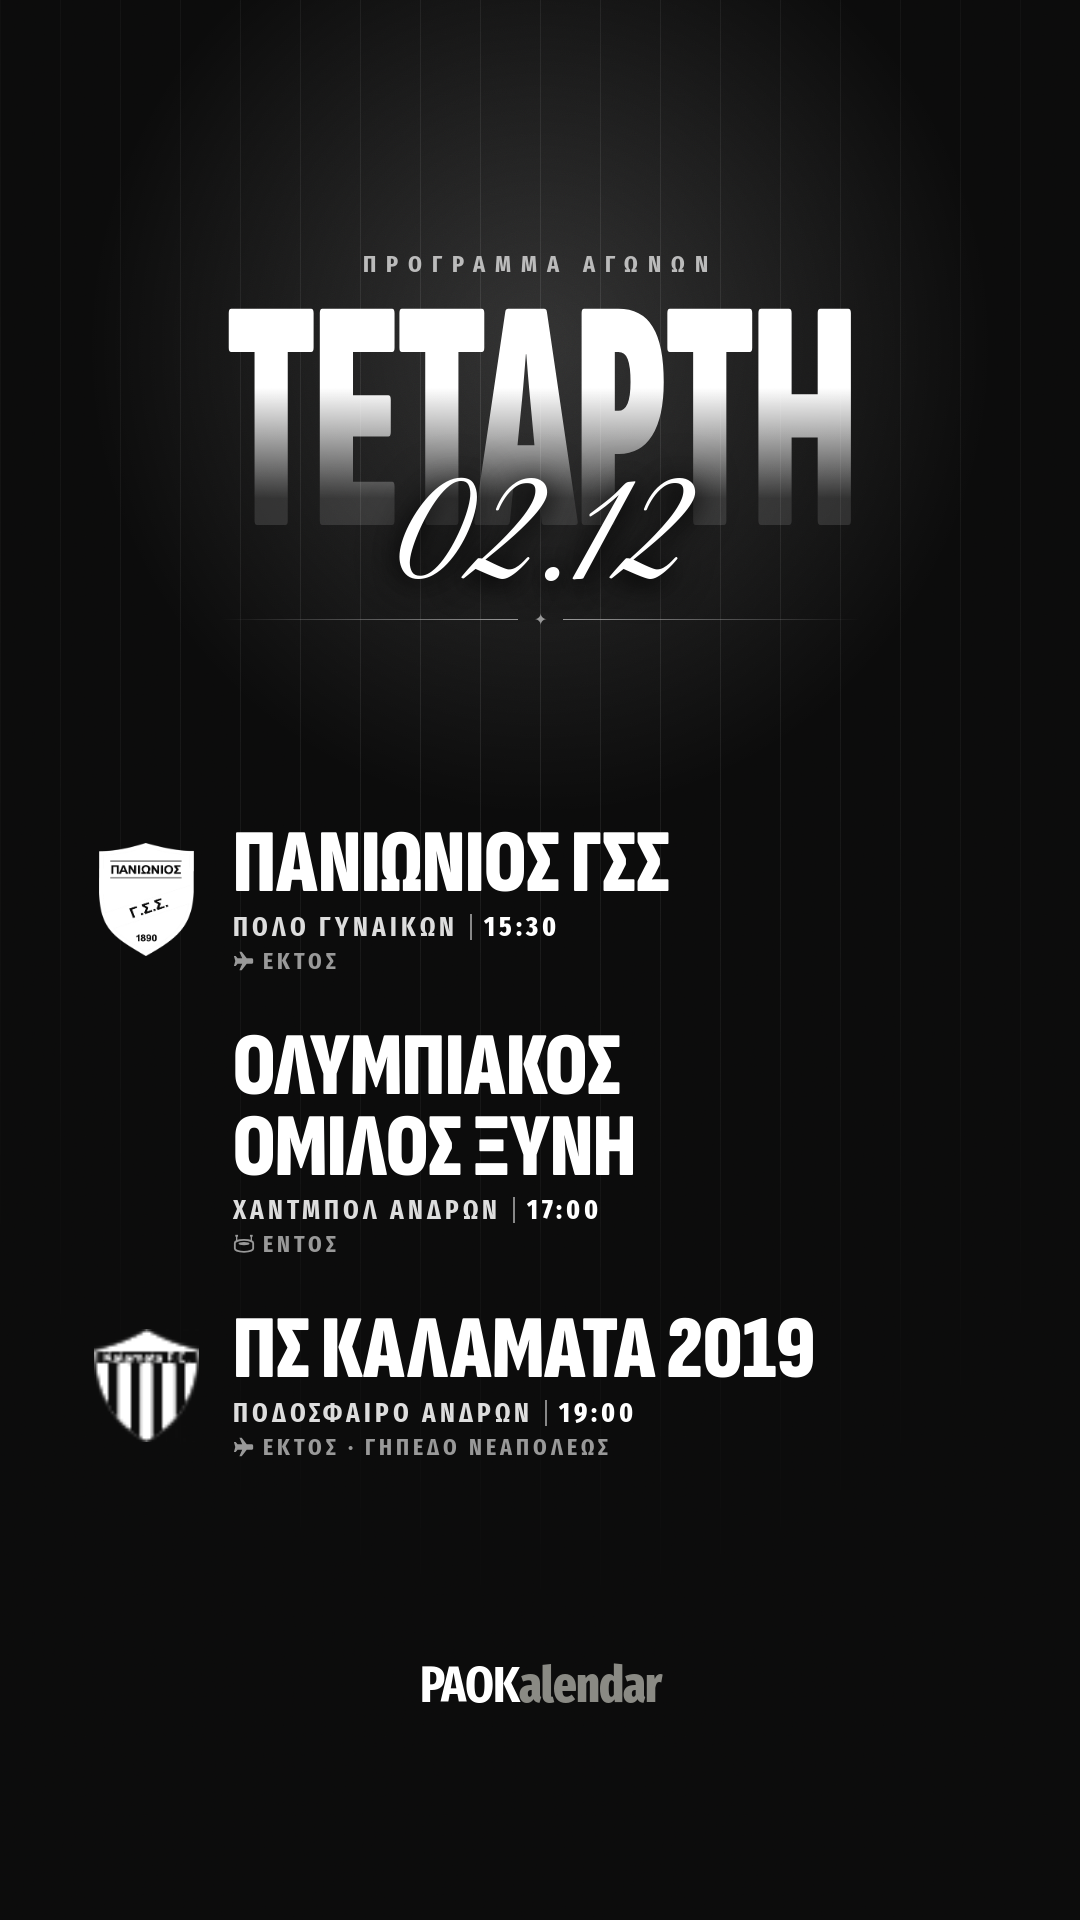 ΠΡΟΓΡΑΜΜΑ ΑΓΩΝΩΝ
ΤΕΤΑΡΤΗ
02.12
ΠΑΝΙΩΝΙΟΣ
Γ.Σ.Σ.
1890
ΠΑΝΙΩΝΙΟΣ ΓΣΣ
ΠΟΛΟ ΓΥΝΑΙΚΩΝ | 15:30
ΕΚΤΟΣ
ΟΛΥΜΠΙΑΚΟΣ
ΟΜΙΛΟΣ ΞΥΝΗ
ΧΑΝΤΜΠΟΛ ΑΝΔΡΩΝ | 17:00
ΕΝΤΟΣ
Kalamata F.C.
ΠΣ ΚΑΛΑΜΑΤΑ 2019
ΠΟΔΟΣΦΑΙΡΟ ΑΝΔΡΩΝ | 19:00
ΕΚΤΟΣ · ΓΗΠΕΔΟ ΝΕΑΠΟΛΕΩΣ
PAOKalendar